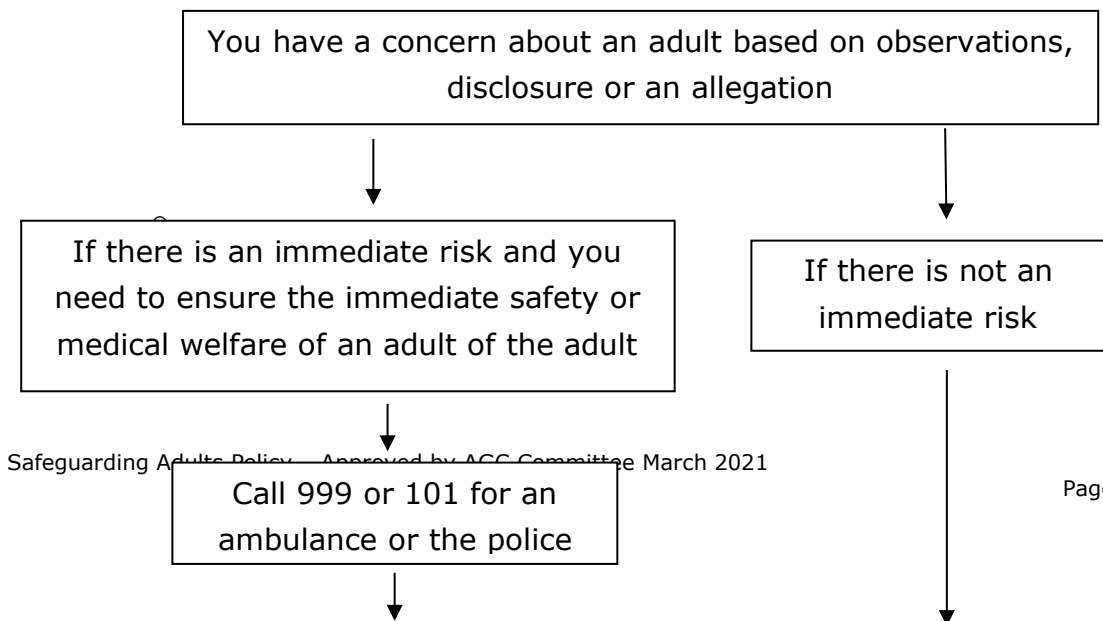 You have a concern about an adult based on observations,
disclosure or an allegation
If there is an immediate risk and you
need to ensure the immediate safety or
medical welfare of an adult of the adult
If there is not an
immediate risk
Safeguarding Adults Policy Approved by AGC Committee March 2021
Page
Call 999 or 101 for an
ambulance or the police